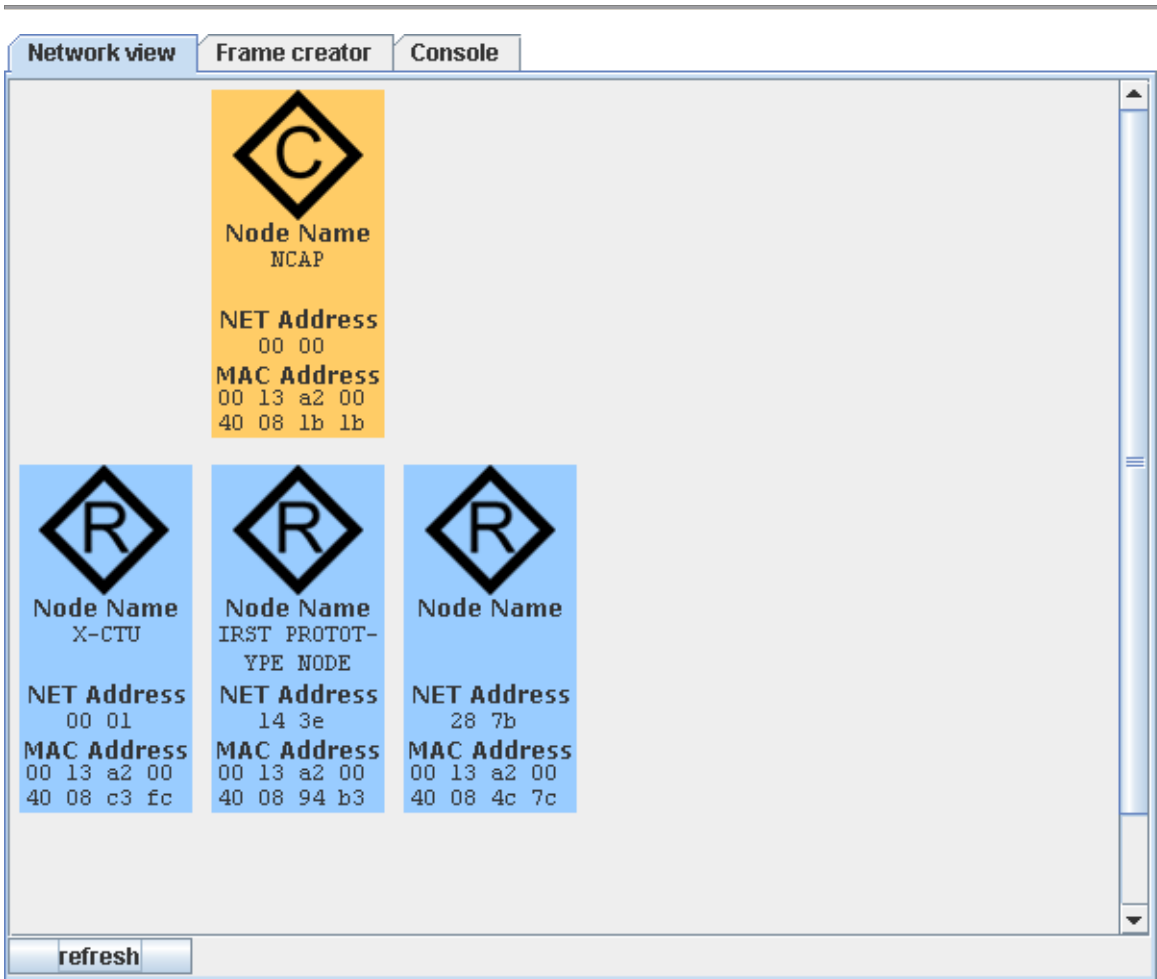 Network view Frame creator Console
C
Node Name
NCAP
NET Address
00 00
MAC Address
00 13 a2 00
40 08 1b 1b
R
Node Name
X-CTU
NET Address
00 01
MAC Address
00 13 a2 00
40 08 c3 fc
R
Node Name
IRST PROTOT-
YPE NODE
NET Address
14 3e
MAC Address
00 13 a2 00
40 08 94 b3
R
Node Name
NET Address
28 7b
MAC Address
00 13 a2 00
40 08 4c 7c
refresh